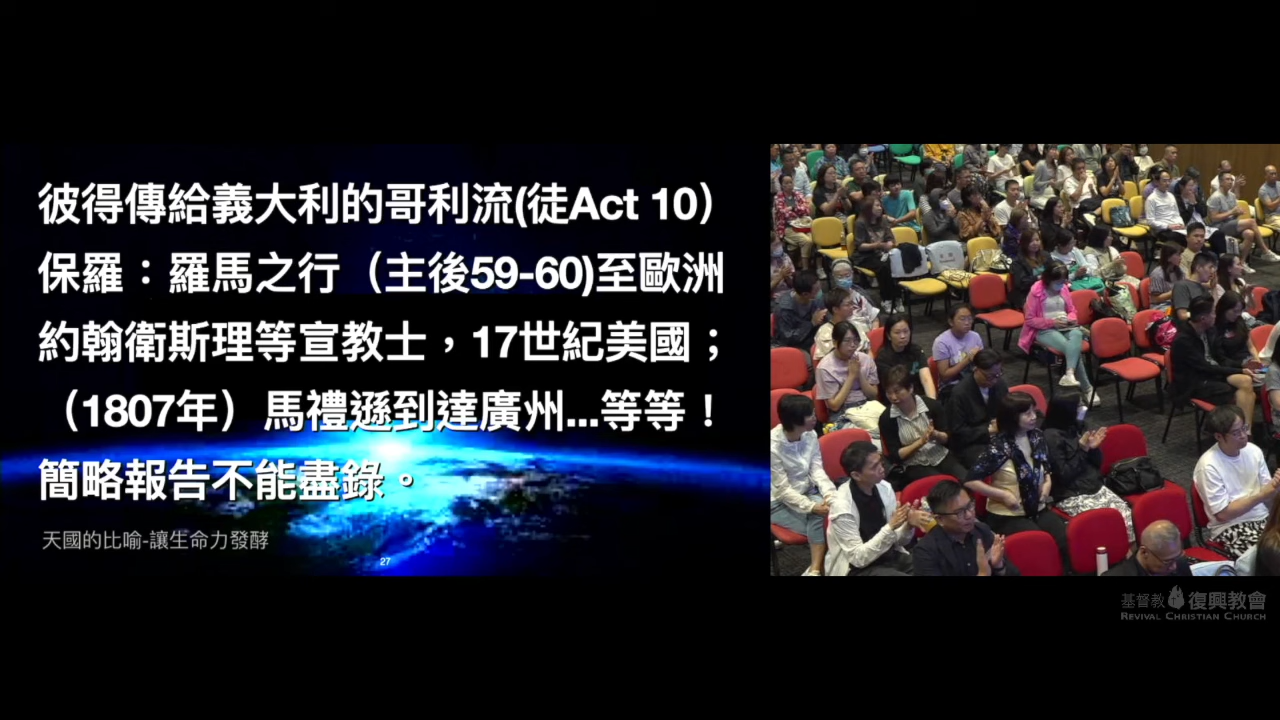 彼得傳給義大利的哥利流(徒Act 10）
保羅：羅馬之行（主後59-60)至歐洲
約翰衛斯理等宣教士，17世紀美國；
（1807年）馬禮遜到達廣州...等等！
簡略報告不能盡錄。
天國的比喻-讓生命力發酵
27
基督教 復興教會
REVIVAL CHRISTIAN CHURCH